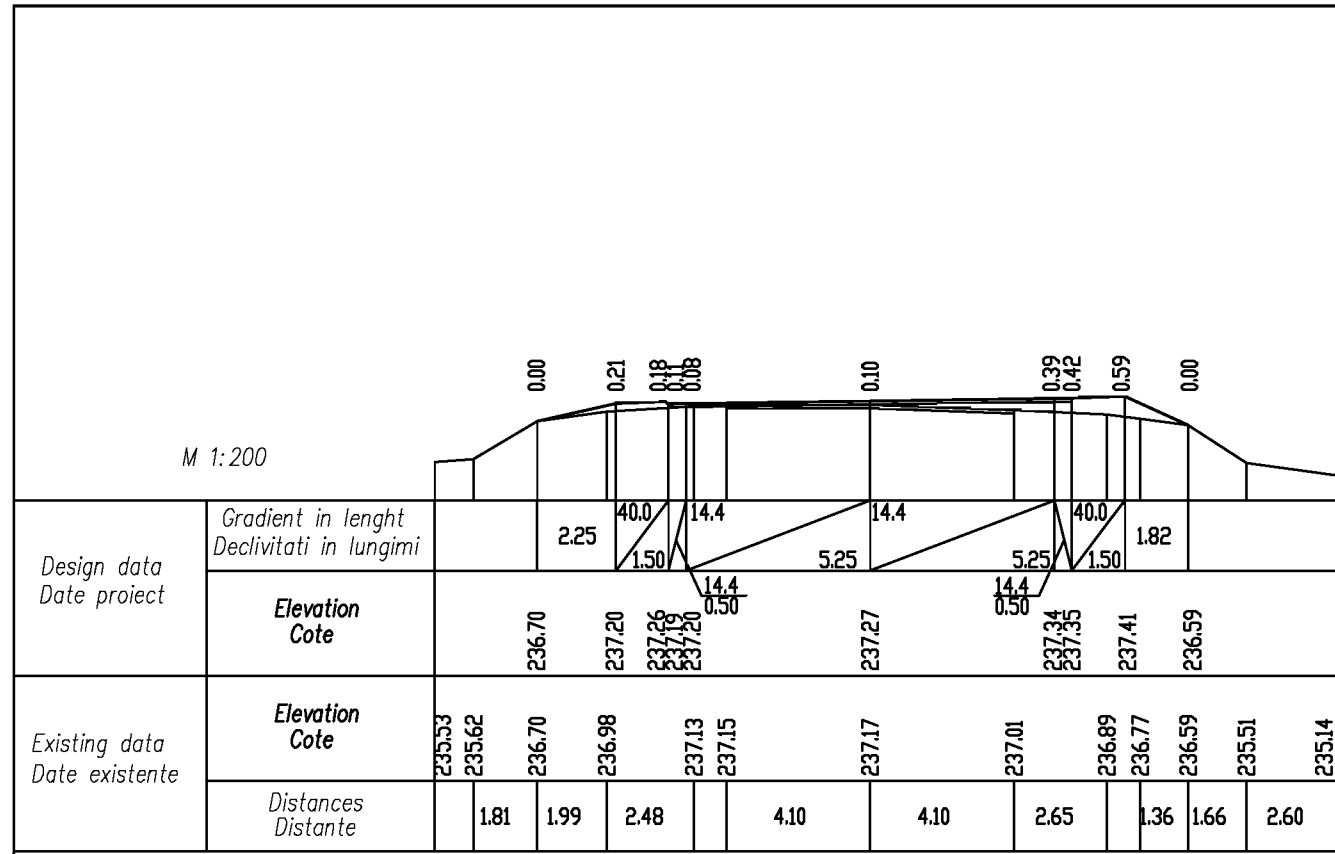 0.00 0.21 0.18 0.11 0.08 0.10 0.39 0.42 0.59 0.00
M 1:200
Design data
Date proiect
Gradient in lenght
Declivitati in lungimi
2.25 40.0 1.50 14.4 5.25 14.4 5.25 40.0 1.50 1.82
14.4 14.4
0.50 0.50
Elevation
Cote
236.70 237.20 237.26 237.19 237.20 237.27 237.34 237.35 237.41 236.59
Existing data
Date existente
Elevation
Cote
235.53 235.62 236.70 236.98 237.13 237.15 237.17 237.01 236.89 236.77 236.59 235.51 235.14
Distances
Distante
1.81 1.99 2.48 4.10 4.10 2.65 1.36 1.66 2.60